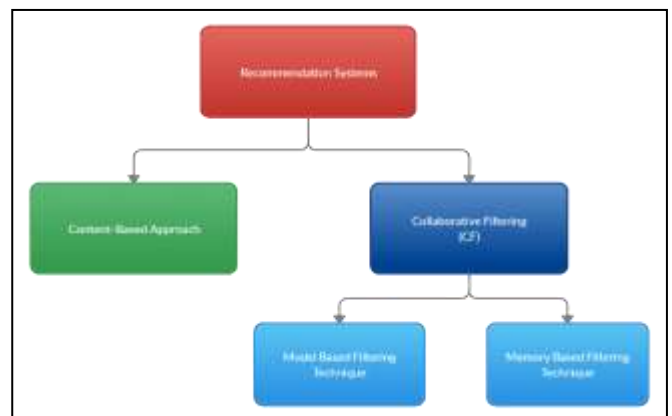 Recommendation Systems
Content-Based Approach
Collaborative Filtering
(CF)
Model Based Filtering
Technique
Memory Based Filtering
Technique